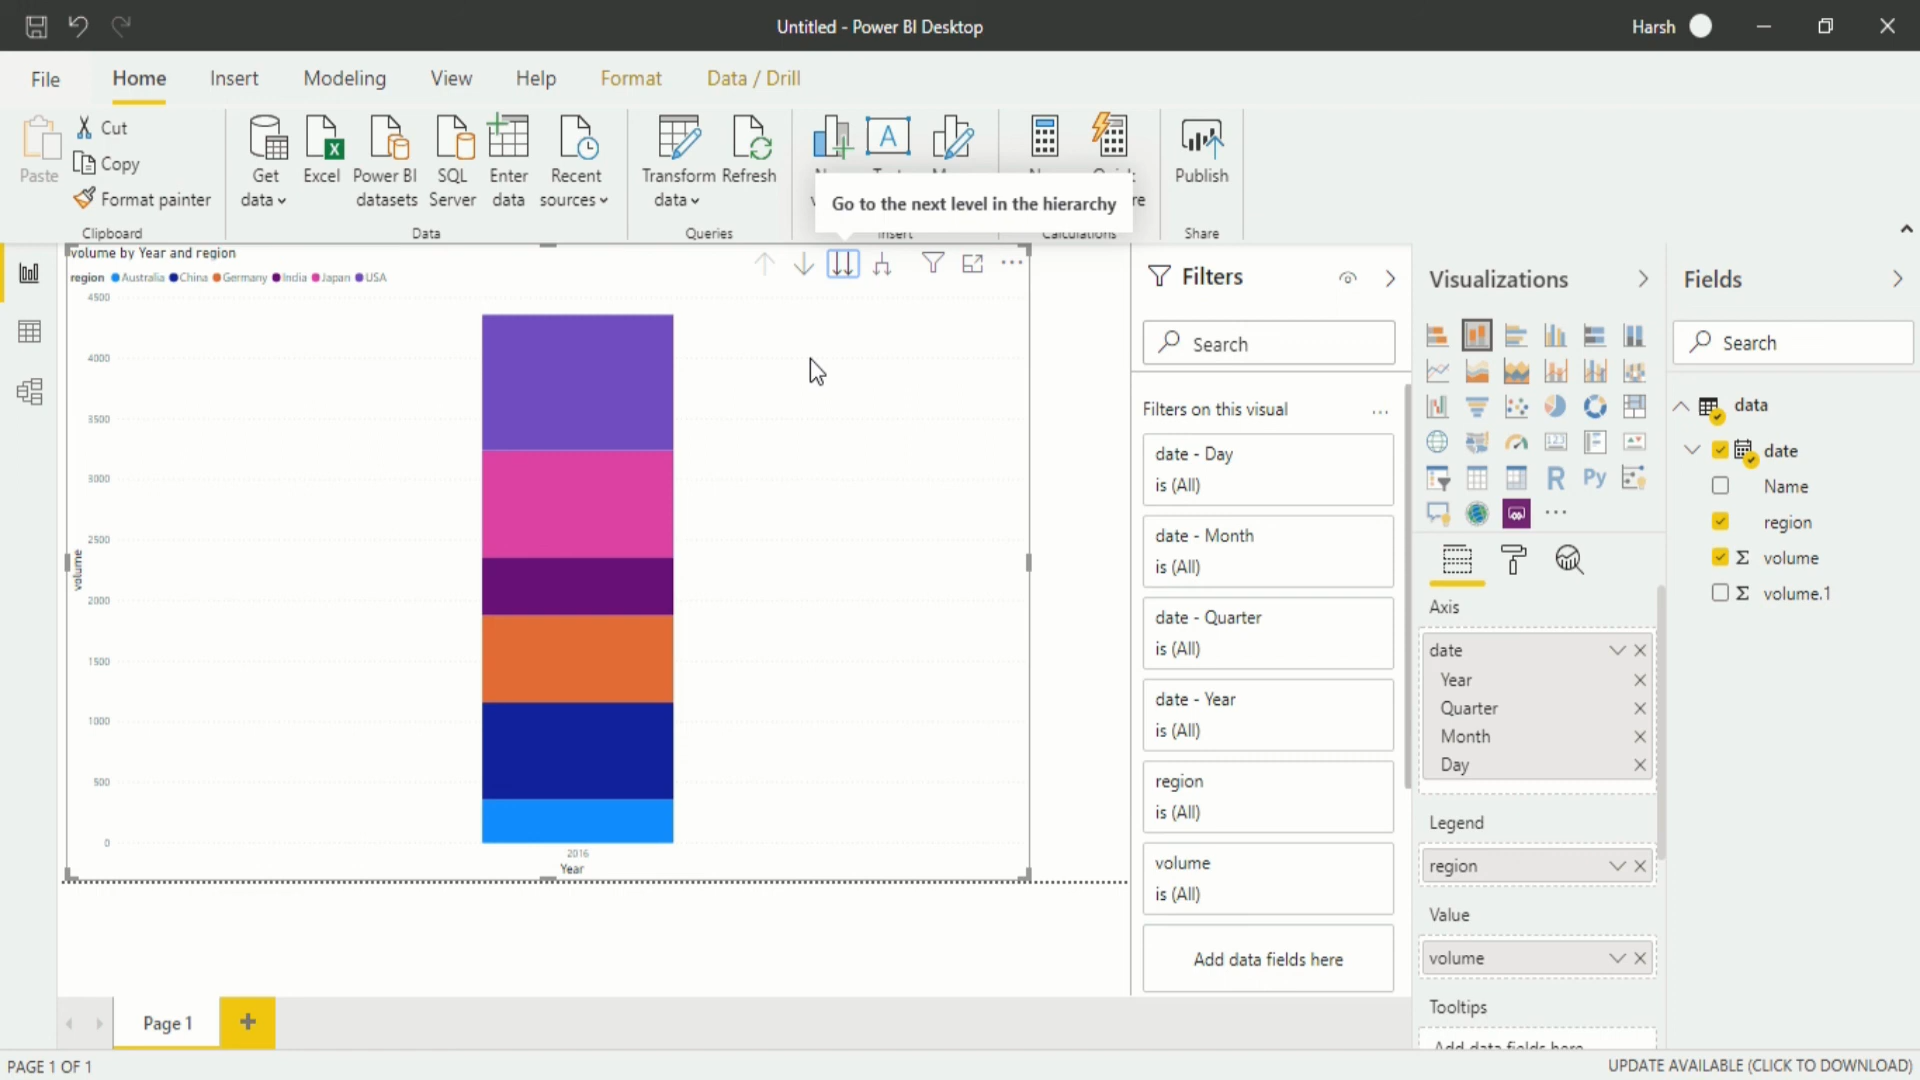 Untitled - Power BI Desktop
Harsh
File
Home
Insert
Modeling
View
Help
Format
Data / Drill
Paste
Cut
Copy
Format painter
Clipboard
Get data
Excel
Power BI datasets
SQL Server
Enter data
Recent sources
Data
Transform data
Refresh
Queries
Go to the next level in the hierarchy
Insert
Calculations
Publish
Share
volume by Year and region
region Australia China Germany India Japan USA
4500
4000
3500
3000
2500
2000
1500
1000
500
0
volume
2016
Year
Filters
Search
Filters on this visual
date - Day
is (All)
date - Month
is (All)
date - Quarter
is (All)
date - Year
is (All)
region
is (All)
volume
is (All)
Add data fields here
Visualizations
R
Py
123
Axis
date
Year
Quarter
Month
Day
Legend
region
Value
volume
Tooltips
Add data fields here
Fields
Search
data
date
Name
region
Σ volume
Σ volume.1
Page 1
PAGE 1 OF 1
UPDATE AVAILABLE (CLICK TO DOWNLOAD)